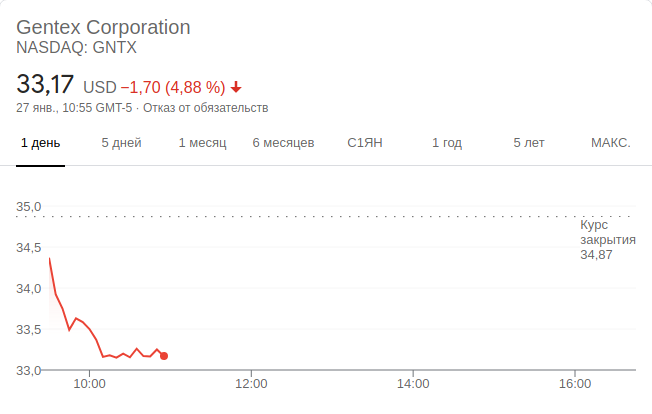 Gentex Corporation
NASDAQ: GNTX
33,17 USD −1,70 (4,88 %)
27 янв., 10:55 GMT-5 · Отказ от обязательств
1 день 5 дней 1 месяц 6 месяцев С1ЯН 1 год 5 лет МАКС.
35,0
Курс
закрытия
34,87
34,5
34,0
33,5
33,0
10:00 12:00 14:00 16:00